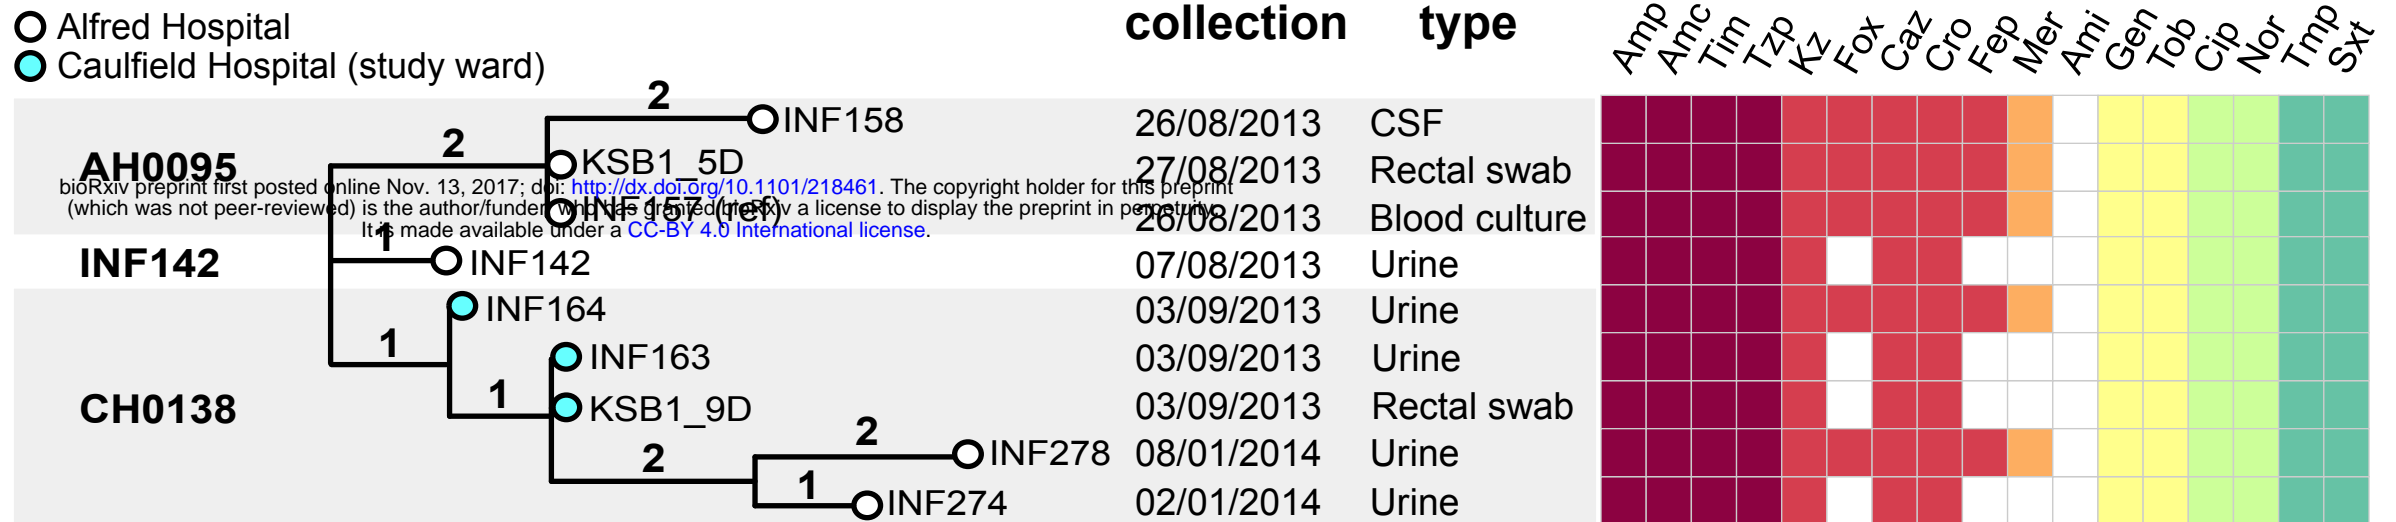 Alfred Hospital
Caulfield Hospital (study ward)
collection type
Amp Amc Tim Tzp Kz Fox Caz Cro Fep Mer Ami Gen Tob Cip Nor Tmp Sxt
2 INF158 26/08/2013 CSF
AH0095 2 KSB1_5D 27/08/2013 Rectal swab
bioRxiv preprint first posted online Nov. 13, 2017; doi: http://dx.doi.org/10.1101/218461. The copyright holder for this preprint
(which was not peer-reviewed) is the author/funder, who has granted bioRxiv a license to display the preprint in perpetuity.
INF157 (ref) 26/08/2013 Blood culture
It is made available under a CC-BY 4.0 International license.
INF142 1 INF142 07/08/2013 Urine
INF164 03/09/2013 Urine
1 INF163 03/09/2013 Urine
CH0138 1 KSB1_9D 03/09/2013 Rectal swab
2 2 INF278 08/01/2014 Urine
1 INF274 02/01/2014 Urine